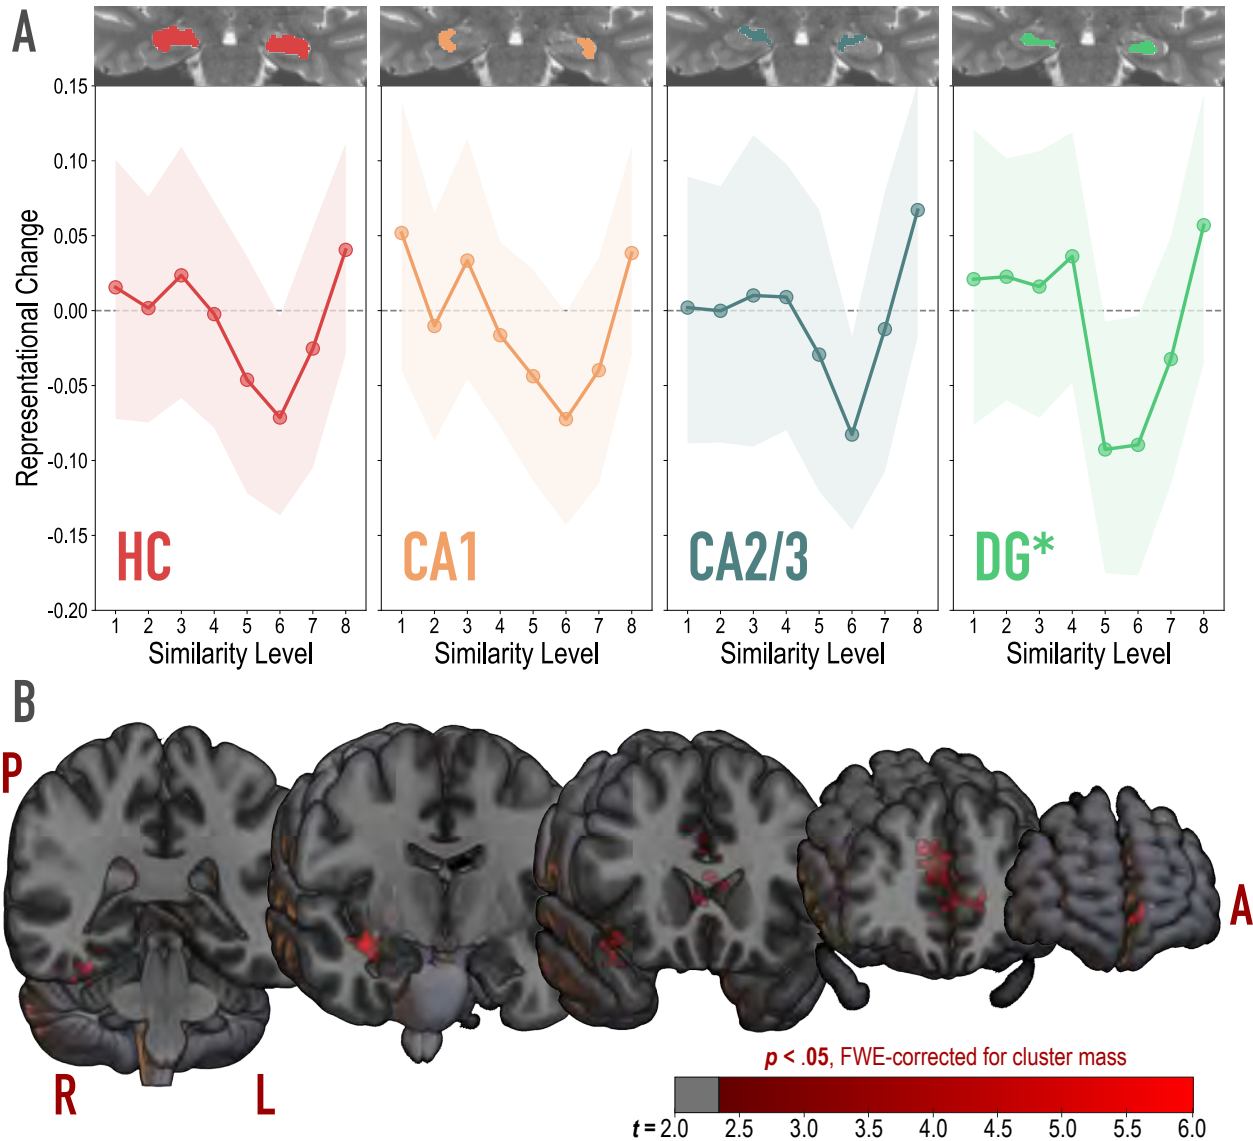 A
Representational Change
0.15
0.10
0.05
0.00
-0.05
-0.10
-0.15
-0.20
HC
CA1
CA2/3
DG*
1 2 3 4 5 6 7 8
1 2 3 4 5 6 7 8
1 2 3 4 5 6 7 8
1 2 3 4 5 6 7 8
Similarity Level
Similarity Level
Similarity Level
Similarity Level
B
P
A
R
L
p < .05, FWE-corrected for cluster mass
t = 2.0 2.5 3.0 3.5 4.0 4.5 5.0 5.5 6.0